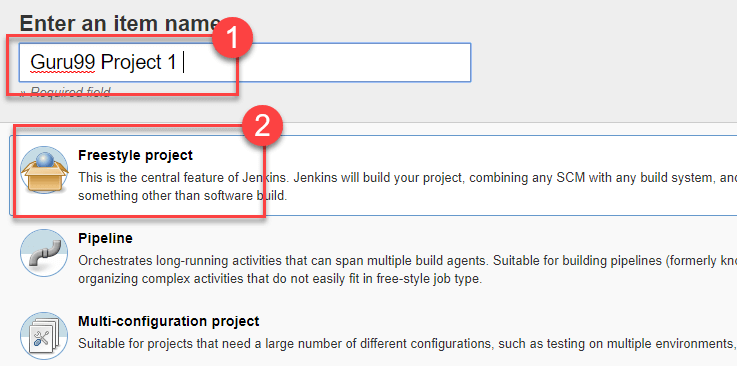 Enter an item name
1
Guru99 Project 1
» Required field
2
Freestyle project
This is the central feature of Jenkins. Jenkins will build your project, combining any SCM with any build system, and
something other than software build.
Pipeline
Orchestrates long-running activities that can span multiple build agents. Suitable for building pipelines (formerly
organizing complex activities that do not easily fit in free-style job type.
Multi-configuration project
Suitable for projects that need a large number of different configurations, such as testing on multiple environments,